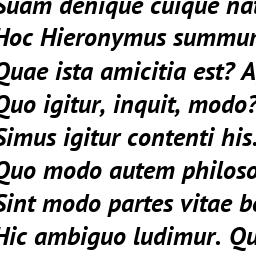 Suam denique cuique nat
Hoc Hieronymus summum
Quae ista amicitia est? A
Quo igitur, inquit, modo?
Simus igitur contenti his.
Quo modo autem philoso
Sint modo partes vitae be
Hic ambiguo ludimur. Qu